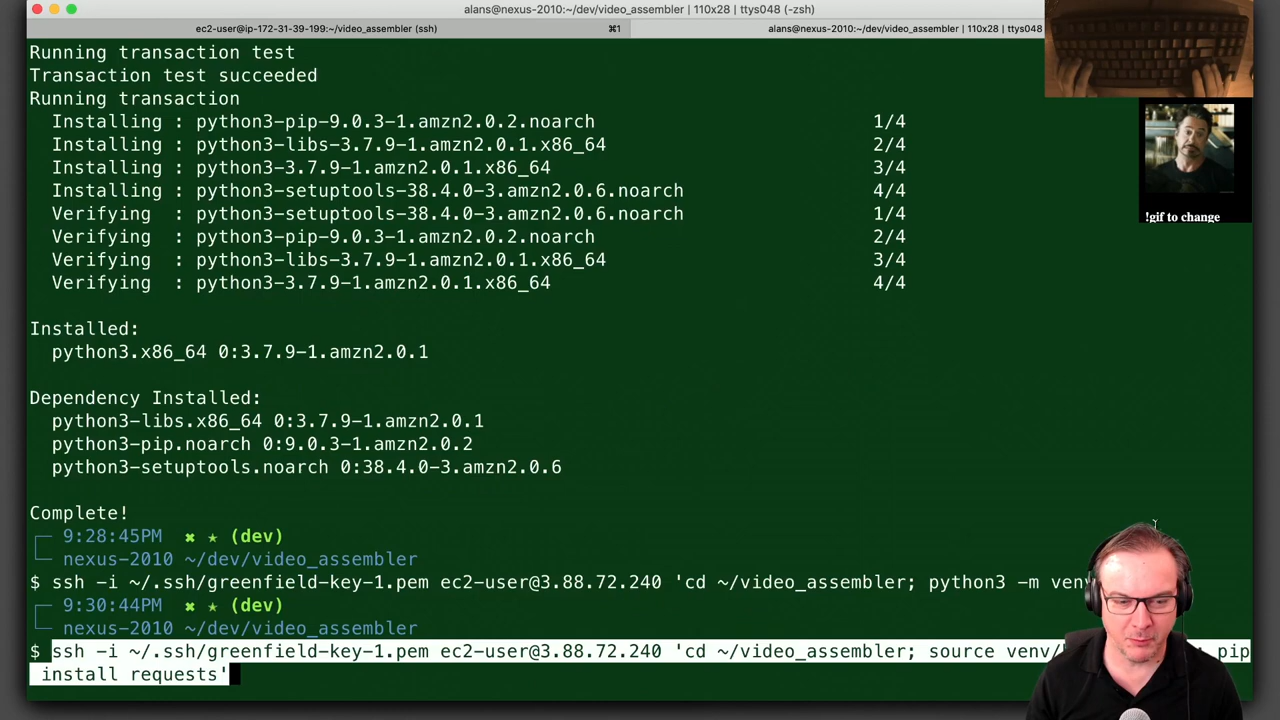 alans@nexus-2010:~/dev/video_assembler | 110x28 | ttys048 (-zsh)
ec2-user@ip-172-31-39-199:~/video_assembler (ssh) ⌘1 alans@nexus-2010:~/dev/video_assembler | 110x28 | ttys048
Running transaction test
Transaction test succeeded
Running transaction
Installing : python3-pip-9.0.3-1.amzn2.0.2.noarch 1/4
Installing : python3-libs-3.7.9-1.amzn2.0.1.x86_64 2/4
Installing : python3-3.7.9-1.amzn2.0.1.x86_64 3/4
Installing : python3-setuptools-38.4.0-3.amzn2.0.6.noarch 4/4
Verifying : python3-setuptools-38.4.0-3.amzn2.0.6.noarch 1/4
!gif to change
Verifying : python3-pip-9.0.3-1.amzn2.0.2.noarch 2/4
Verifying : python3-libs-3.7.9-1.amzn2.0.1.x86_64 3/4
Verifying : python3-3.7.9-1.amzn2.0.1.x86_64 4/4
Installed:
python3.x86_64 0:3.7.9-1.amzn2.0.1
Dependency Installed:
python3-libs.x86_64 0:3.7.9-1.amzn2.0.1
python3-pip.noarch 0:9.0.3-1.amzn2.0.2
python3-setuptools.noarch 0:38.4.0-3.amzn2.0.6
Complete!
9:28:45PM ✖ ★ (dev)
nexus-2010 ~/dev/video_assembler
$ ssh -i ~/.ssh/greenfield-key-1.pem ec2-user@3.88.72.240 'cd ~/video_assembler; python3 -m venv
9:30:44PM ✖ ★ (dev)
nexus-2010 ~/dev/video_assembler
$ ssh -i ~/.ssh/greenfield-key-1.pem ec2-user@3.88.72.240 'cd ~/video_assembler; source venv/ ; pip
install requests'